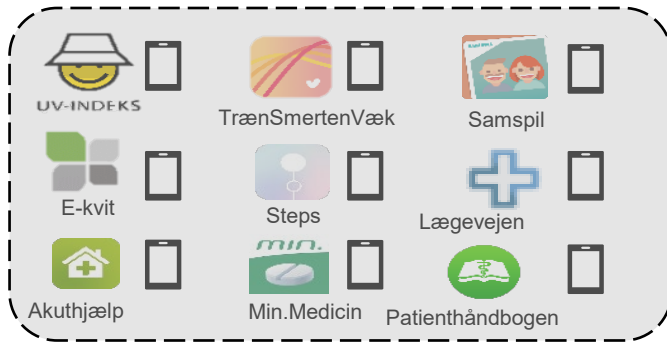 UV-INDEKS
TrænSmertenVæk
Samspil
E-kvit
Steps
Lægevejen
min.
Akuthjælp
Min.Medicin
Patienthåndbogen